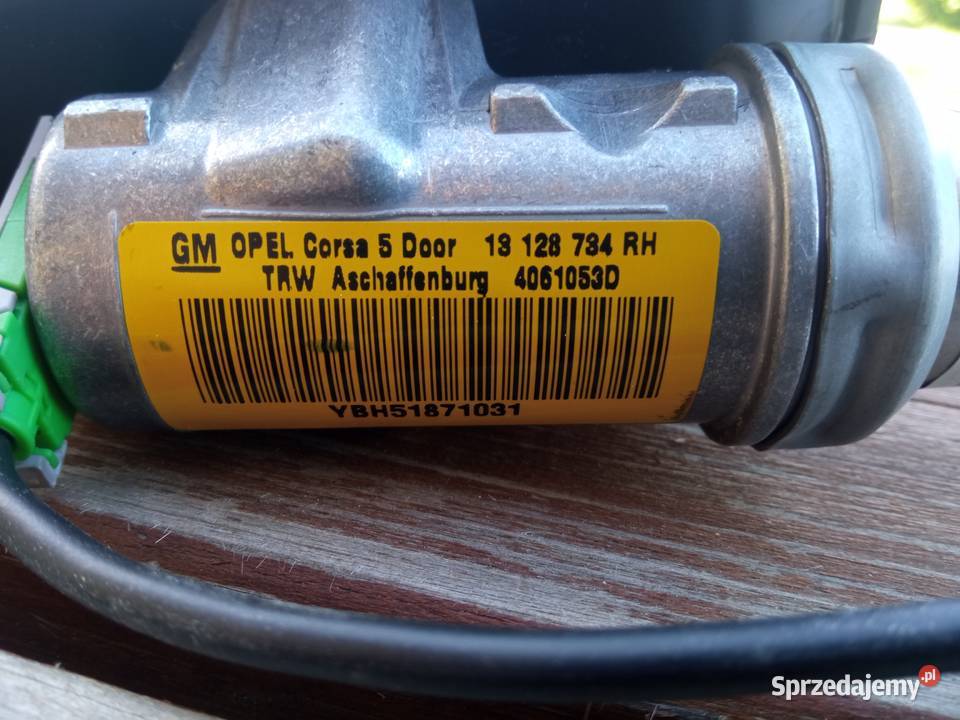 GM OPEL Corsa 5 Door 13 128 734 RH
TRW Aschaffenburg 4061053D
YBH51871031
Sprzedajemy.pl